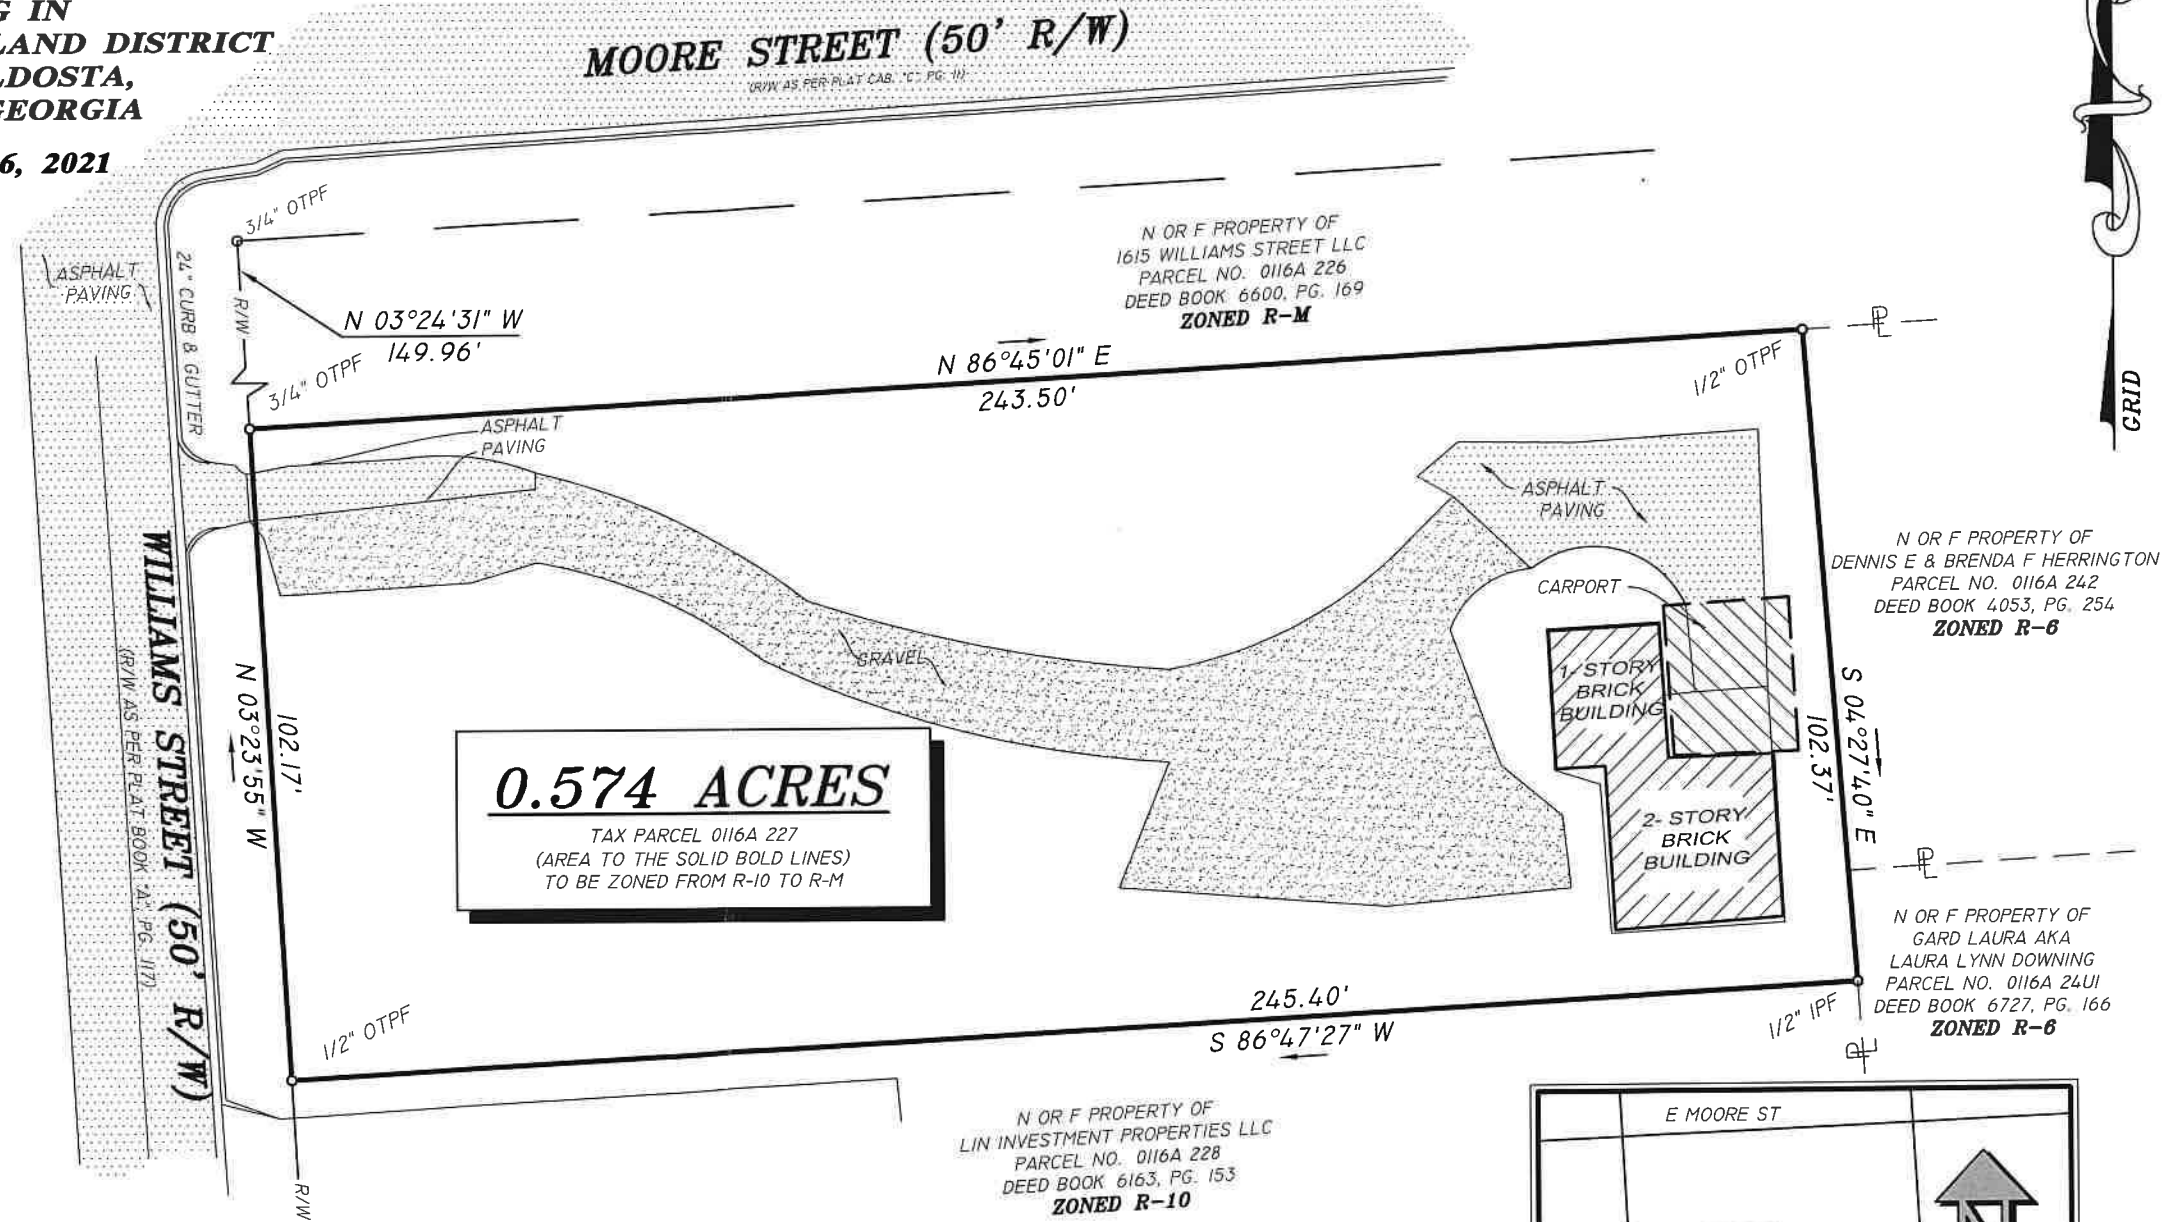 G IN
LAND DISTRICT
LDOSTA,
GEORGIA
6, 2021
MOORE STREET (50' R/W)
(R/W AS PER PLAT CAB. "C", PG. 11)
3/4" OTPF
ASPHALT
PAVING
24" CURB & GUTTER
R/W
N 03°24'31" W
149.96'
3/4" OTPF
N OR F PROPERTY OF
1615 WILLIAMS STREET LLC
PARCEL NO. 0116A 226
DEED BOOK 6600, PG. 169
ZONED R-M
N 86°45'01" E
243.50'
1/2" OTPF
PL
GRID
ASPHALT
PAVING
ASPHALT
PAVING
CARPORT
N OR F PROPERTY OF
DENNIS E & BRENDA F HERRINGTON
PARCEL NO. 0116A 242
DEED BOOK 4053, PG. 254
ZONED R-6
WILLIAMS STREET (50' R/W)
(R/W AS PER PLAT BOOK "A", PG. 117)
N 03°23'55" W
102.17'
GRAVEL
1- STORY
BRICK
BUILDING
2- STORY
BRICK
BUILDING
S 04°27'40" E
102.37'
0.574 ACRES
TAX PARCEL 0116A 227
(AREA TO THE SOLID BOLD LINES)
TO BE ZONED FROM R-10 TO R-M
PL
N OR F PROPERTY OF
GARD LAURA AKA
LAURA LYNN DOWNING
PARCEL NO. 0116A 24U1
DEED BOOK 6727, PG. 166
ZONED R-6
1/2" OTPF
245.40'
S 86°47'27" W
1/2" IPF
PL
N OR F PROPERTY OF
LIN INVESTMENT PROPERTIES LLC
PARCEL NO. 0116A 228
DEED BOOK 6163, PG. 153
ZONED R-10
R/W
E MOORE ST
N